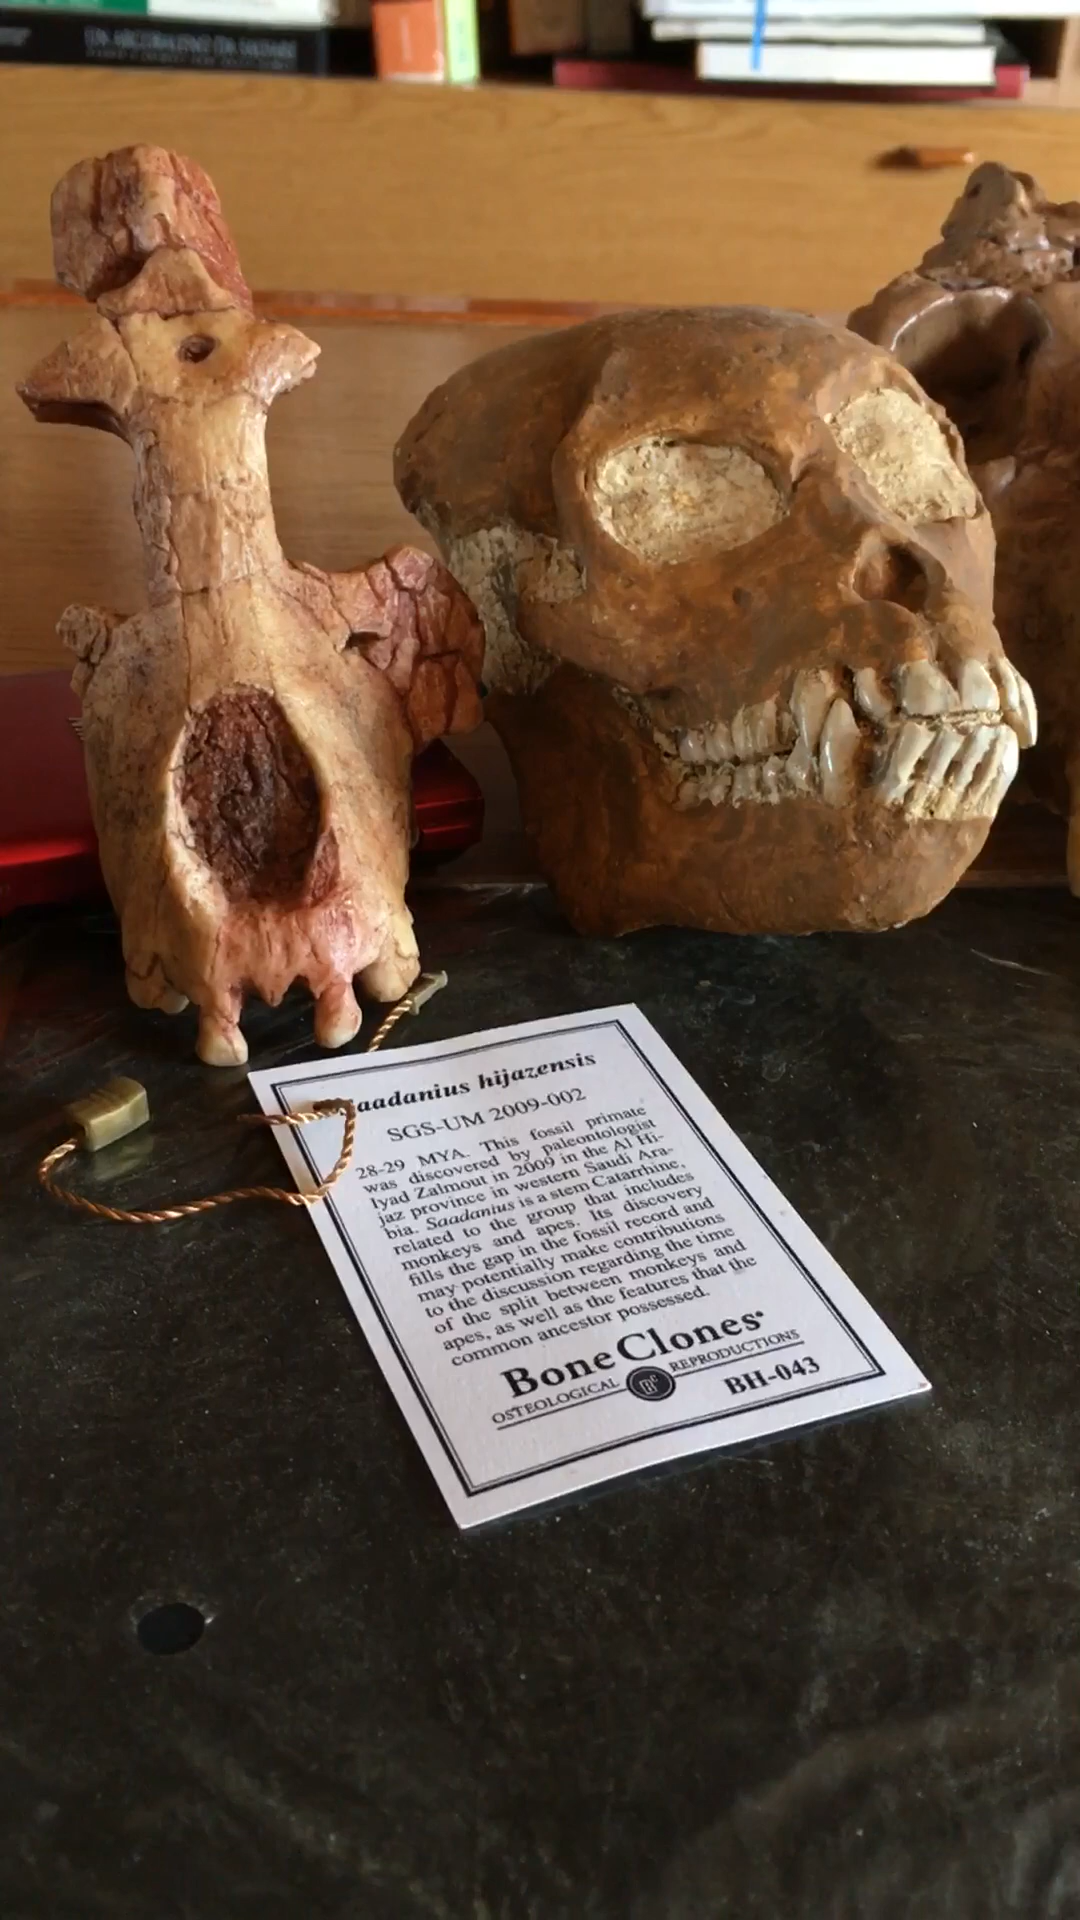 Saadanius hijazensis
SGS-UM 2009-002
28-29 MYA. This fossil primate
was discovered by paleontologist
Iyad Zalmout in 2009 in the Al Hi-
jaz province in western Saudi Ara-
bia. Saadanius is a stem Catarrhine,
related to the group that includes
monkeys and apes. Its discovery
fills the gap in the fossil record and
may potentially make contributions
to the discussion regarding the time
of the split between monkeys and
apes, as well as the features that the
common ancestor possessed.
BoneClones
OSTEOLOGICAL BC REPRODUCTIONS
BH-043